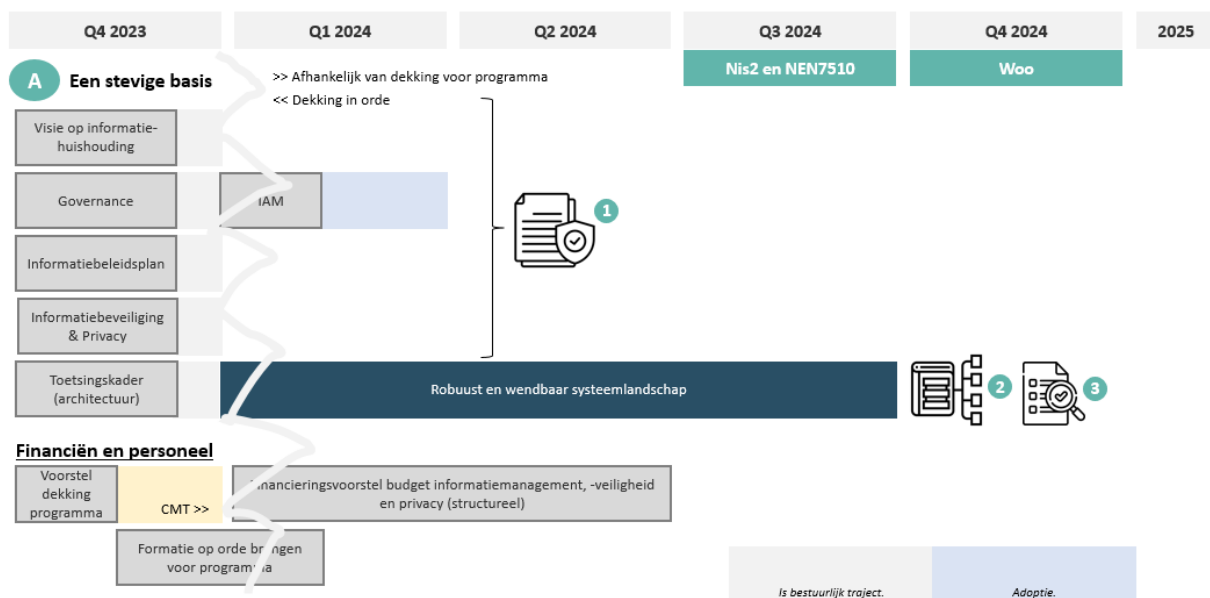 Q4 2023
Q1 2024
Q2 2024
Q3 2024
Q4 2024
2025
A
Een stevige basis
>> Afhankelijk van dekking voor programma
<< Dekking in orde
Nis2 en NEN7510
Woo
Visie op informatie-
huishouding
Governance
IAM
1
Informatiebeleidsplan
Informatiebeveiliging
& Privacy
Toetsingskader
(architectuur)
Robuust en wendbaar systeemlandschap
2
3
Financiën en personeel
Voorstel
dekking
programma
CMT >>
Financieringsvoorstel budget informatiemanagement, -veiligheid
en privacy (structureel)
Formatie op orde brengen
voor programma
Is bestuurlijk traject.
Adoptie.